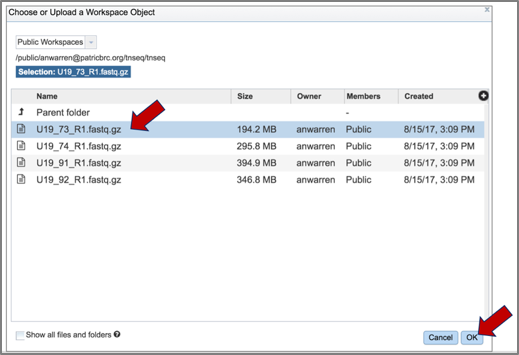 Choose or Upload a Workspace Object
Public Workspaces
/public/anwarren@patricbrc.org/tnseq/tnseq
Selection: U19_73_R1.fastq.gz
Name Size Owner Members Created
Parent folder -
U19_73_R1.fastq.gz 194.2 MB anwarren Public 8/15/17, 3:09 PM
U19_74_R1.fastq.gz 295.8 MB anwarren Public 8/15/17, 3:09 PM
U19_91_R1.fastq.gz 394.9 MB anwarren Public 8/15/17, 3:09 PM
U19_92_R1.fastq.gz 346.8 MB anwarren Public 8/15/17, 3:09 PM
Show all files and folders ?
Cancel OK